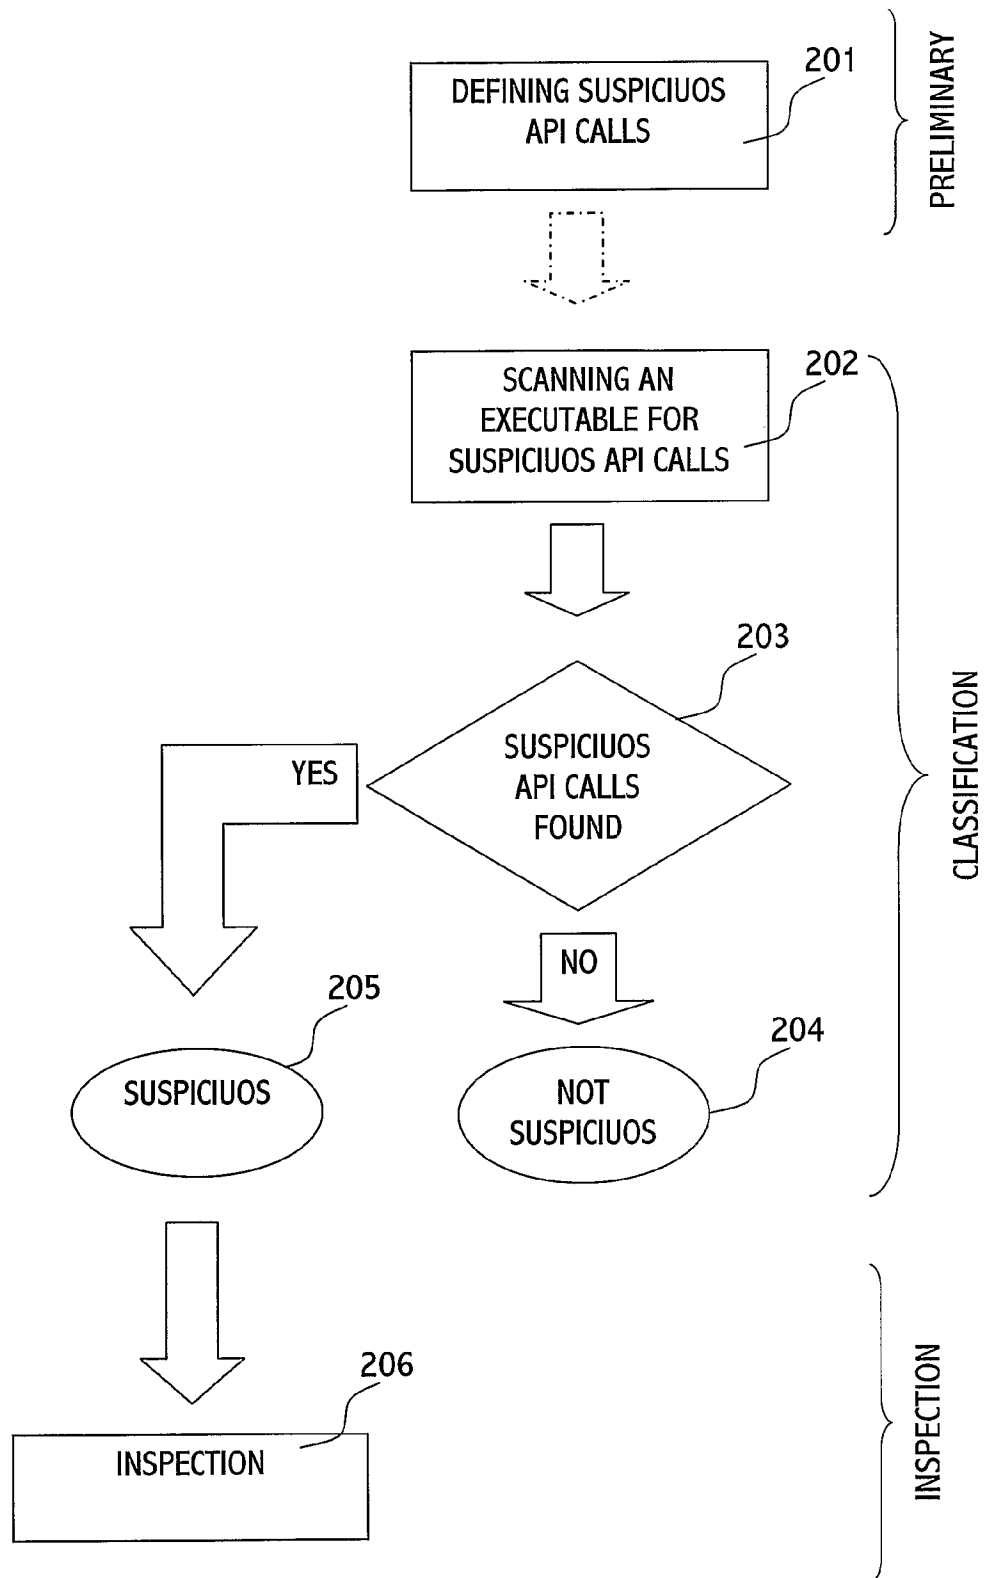 201
DEFINING SUSPICIUOS
API CALLS
PRELIMINARY
202
SCANNING AN
EXECUTABLE FOR
SUSPICIUOS API CALLS
203
SUSPICIUOS
API CALLS
FOUND
YES
CLASSIFICATION
NO
205
SUSPICIUOS
204
NOT
SUSPICIUOS
206
INSPECTION
INSPECTION